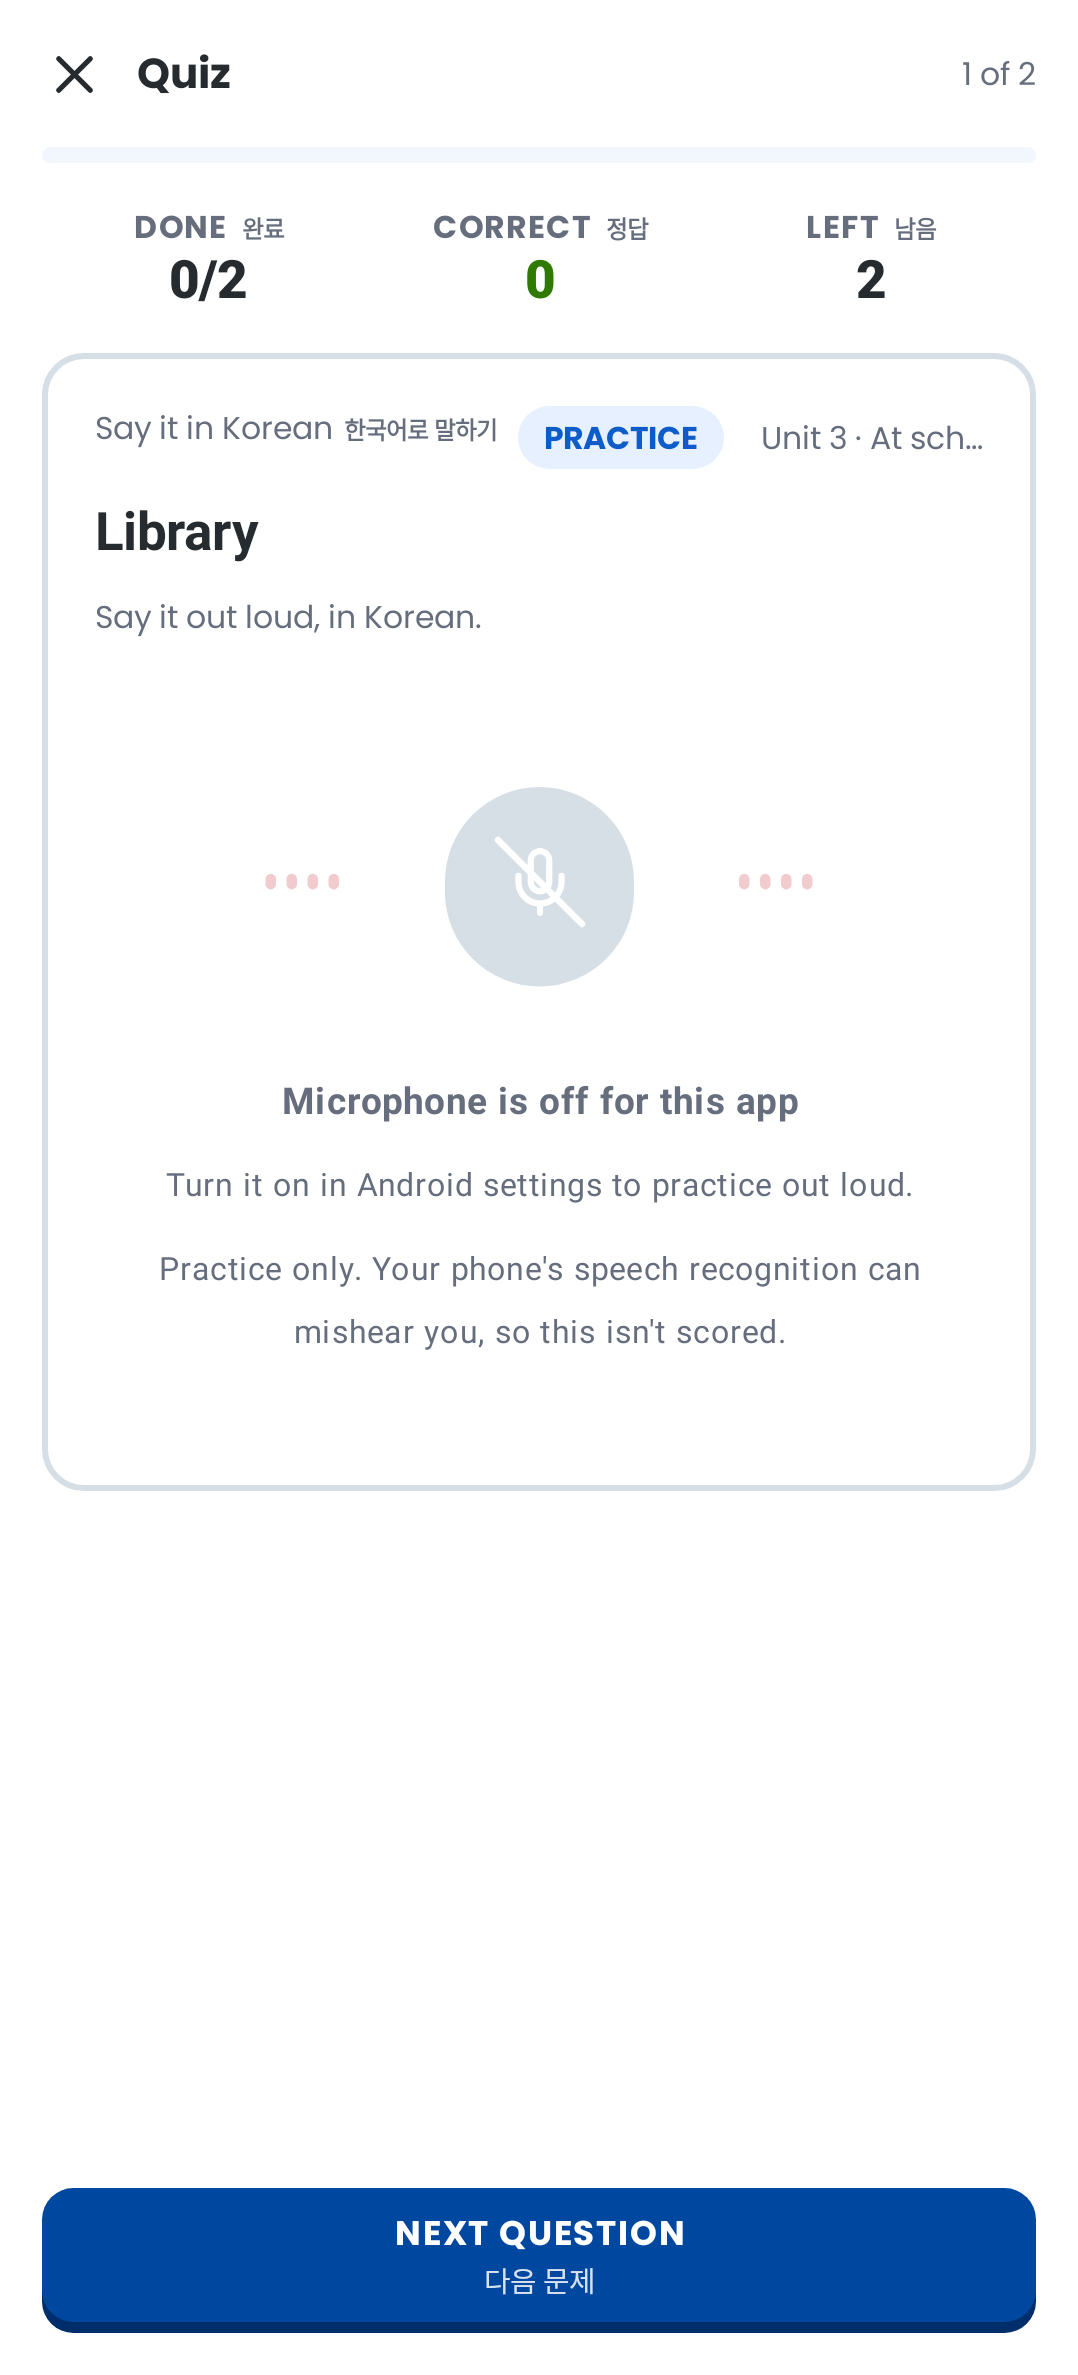 Quiz
1 of 2
DONE 완료
CORRECT 정답
LEFT 남음
0/2
0
2
Say it in Korean 한국어로 말하기
PRACTICE
Unit 3 · At sch...
Library
Say it out loud, in Korean.
Microphone is off for this app
Turn it on in Android settings to practice out loud.
Practice only. Your phone's speech recognition can
mishear you, so this isn't scored.
NEXT QUESTION
다음 문제